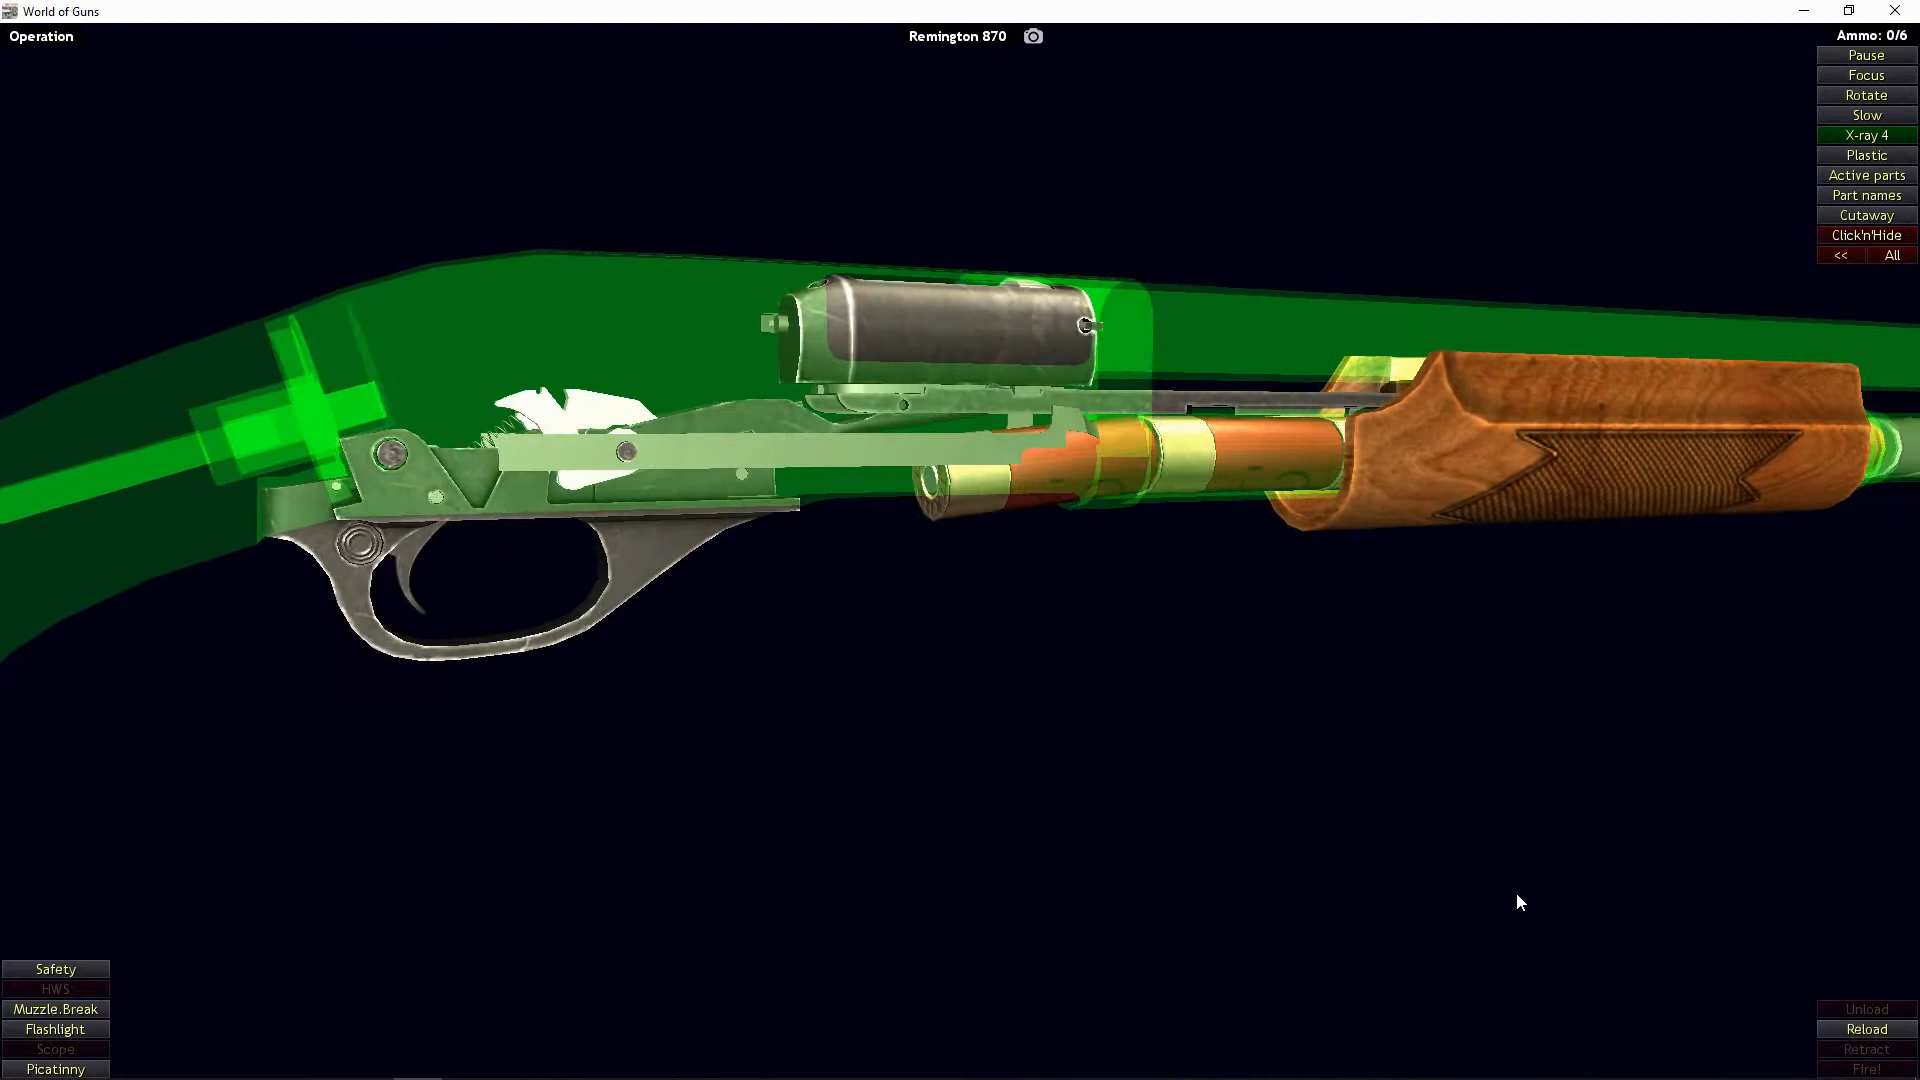 World of Guns
Operation
Remington 870
Ammo: 0/6
Pause
Focus
Rotate
Slow
X-ray 4
Plastic
Active parts
Part names
Cutaway
Click'n'Hide
<< All
Safety
HWS
Muzzle.Break
Flashlight
Scope
Picatinny
Unload
Reload
Retract
Fire!